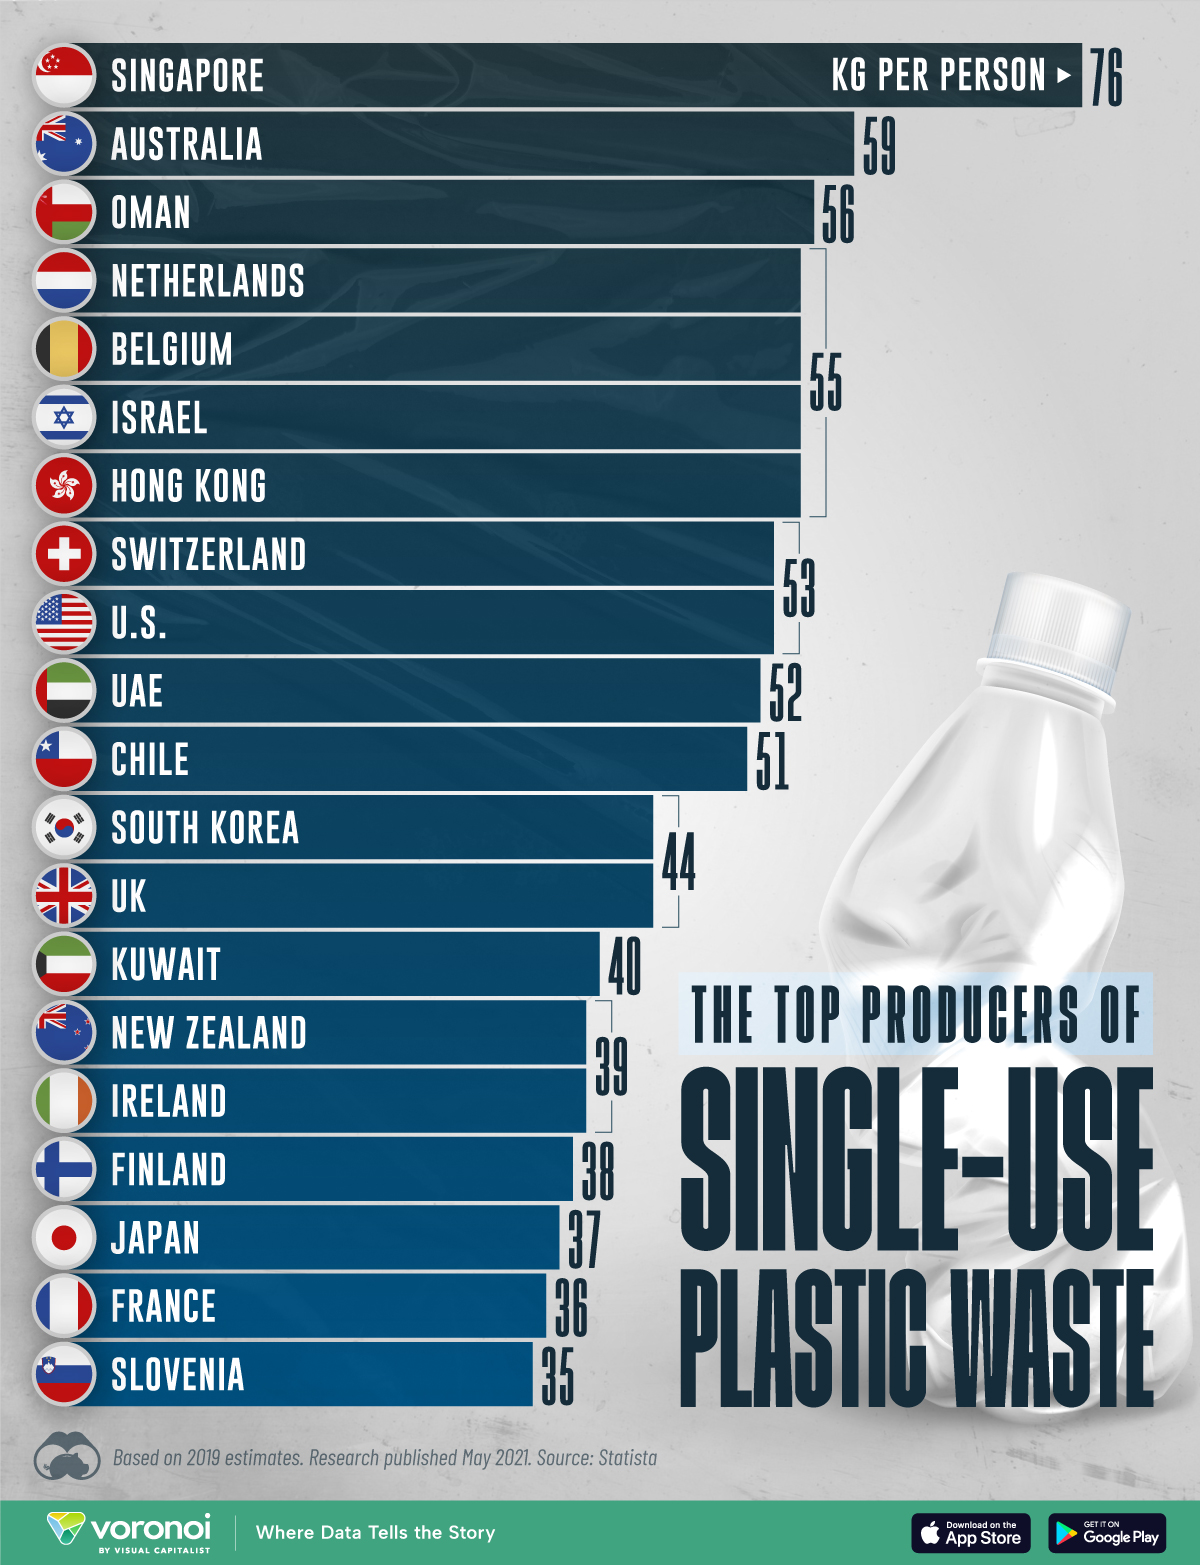 SINGAPORE KG PER PERSON ▸ 76
AUSTRALIA 59
OMAN 56
NETHERLANDS
BELGIUM
55
ISRAEL
HONG KONG
SWITZERLAND
53
U.S.
UAE 52
CHILE 51
SOUTH KOREA
44
UK
KUWAIT 40
NEW ZEALAND
39
IRELAND
FINLAND 38
JAPAN 37
FRANCE 36
SLOVENIA 35
THE TOP PRODUCERS OF
SINGLE-USE
PLASTIC WASTE
Based on 2019 estimates. Research published May 2021. Source: Statista
voronoi
BY VISUAL CAPITALIST
Where Data Tells the Story
Download on the
App Store
GET IT ON
Google Play